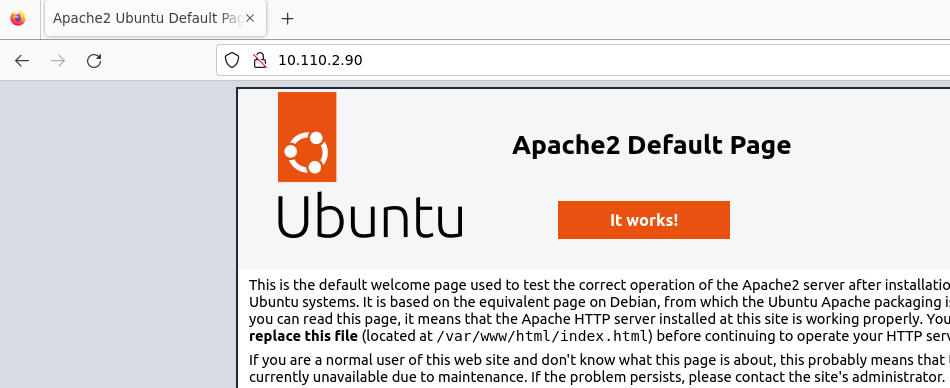 Apache2 Ubuntu Default Pag
10.110.2.90
Apache2 Default Page
Ubuntu
It works!
This is the default welcome page used to test the correct operation of the Apache2 server after
Ubuntu systems. It is based on the equivalent page on Debian, from which the Ubuntu Apache packaging
you can read this page, it means that the Apache HTTP server installed at this site is working properly. You
replace this file (located at /var/www/html/index.html) before continuing to operate your HTTP
If you are a normal user of this web site and don't know what this page is about, this probably means that
currently unavailable due to maintenance. If the problem persists, please contact the site's administrator.